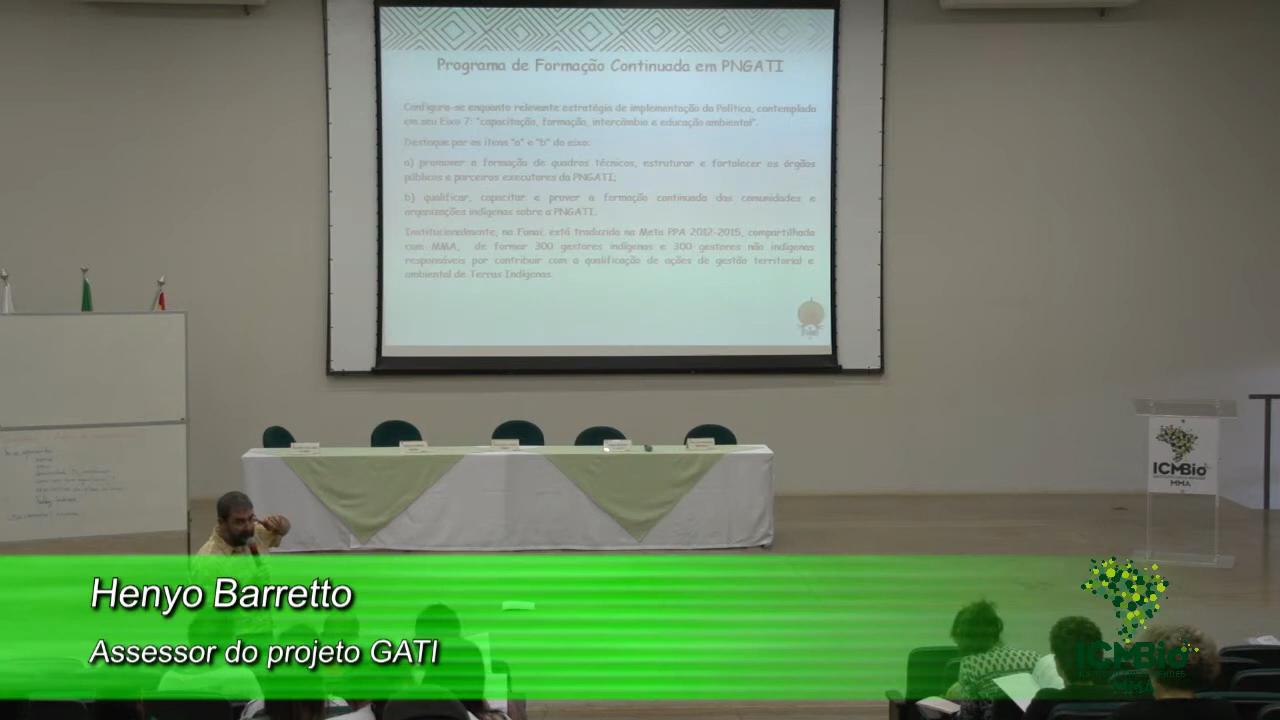 Programa de Formação Continuada em PNGATI
Configura-se enquanto relevante estratégia de implementação da Política, contemplada
em seu Eixo 7: "capacitação, formação, intercâmbio e educação ambiental".
Destaque par os itens "a" e "b" do eixo:
a) promover a formação de quadros técnicos, estruturar e fortalecer os órgãos
públicos e parceiros executores da PNGATI;
b) qualificar, capacitar e prover a formação continuada das comunidades e
organizações indígenas sobre a PNGATI.
Institucionalmente, na Funai, está traduzida na Meta PPA 2012-2015, compartilhada
com MMA, de formar 300 gestores indígenas e 300 gestores não indígenas
responsáveis por contribuir com a qualificação de ações de gestão territorial e
ambiental de Terras Indígenas.
ICMBio
MMA
Henyo Barretto
Assessor do projeto GATI
ICMBio
MMA